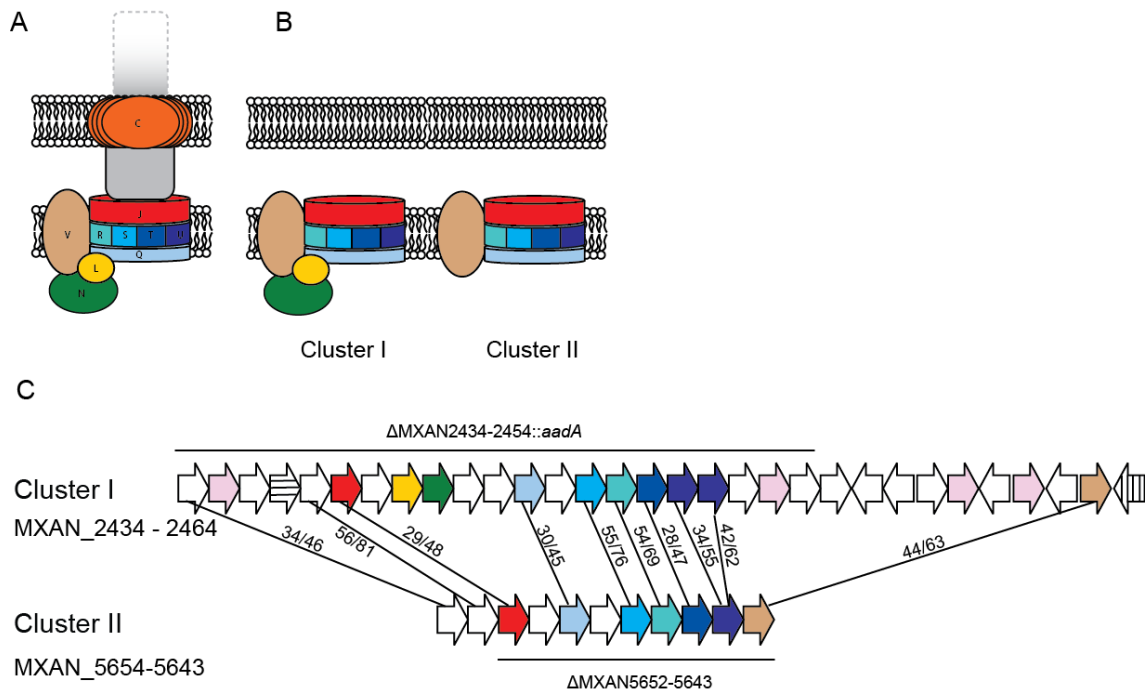 A
B
C
J
V
R
S
T
U
Q
L
N
Cluster I
Cluster II
C
ΔMXAN2434-2454::aadA
Cluster I
MXAN_2434 - 2464
34/46
56/81
29/48
30/45
55/76
54/69
28/47
34/55
42/62
44/63
Cluster II
MXAN_5654-5643
ΔMXAN5652-5643